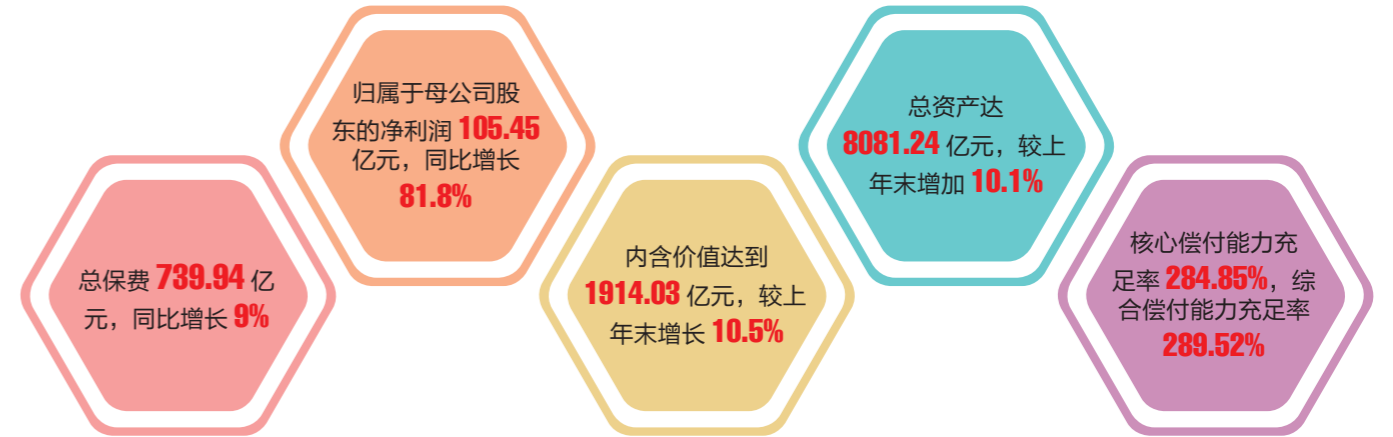 总保费 739.94 亿
元，同比增长 9%
归属于母公司股
东的净利润 105.45
亿元，同比增长
81.8%
内含价值达到
1914.03 亿元，较上
年末增长 10.5%
总资产达
8081.24 亿元，较上
年末增加 10.1%
核心偿付能力充
足率 284.85%，综
合偿付能力充足率
289.52%